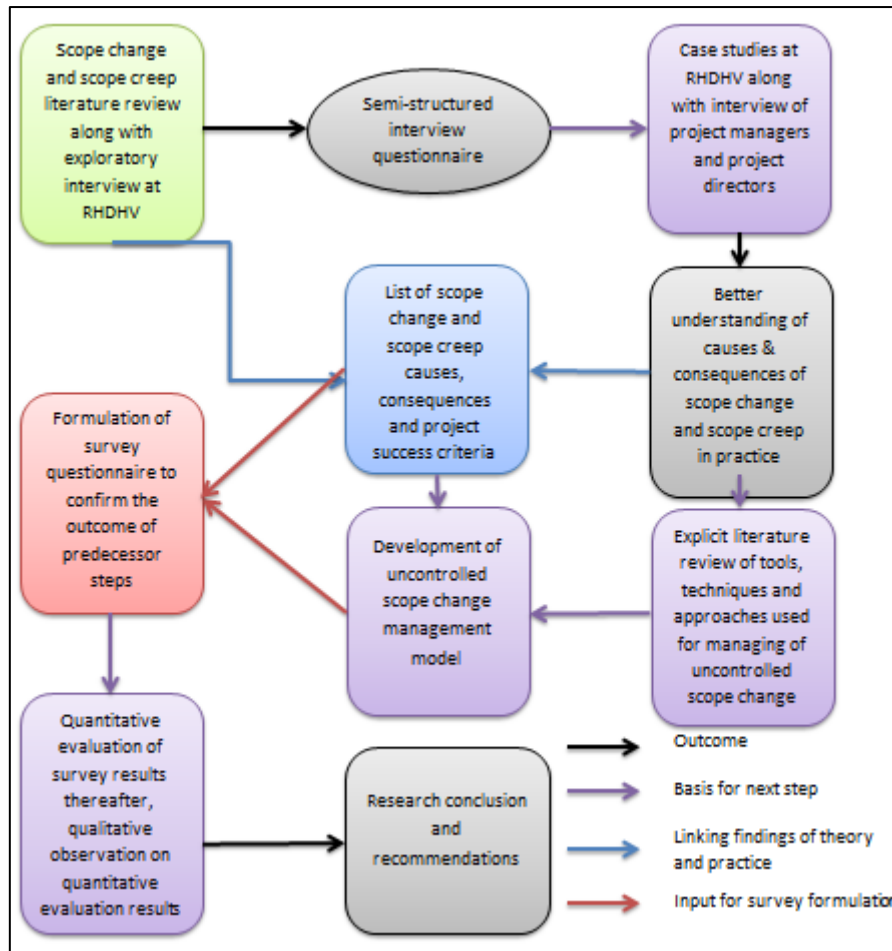 Scope change
and scope creep
literature review
along with
exploratory
interview at
RHDHV
Semi-structured
interview
questionnaire
Case studies at
RHDHV along
with interview of
project managers
and project
directors
List of scope
change and
scope creep
causes,
consequences
and project
success criteria
Better
understanding of
causes &
consequences of
scope change
and scope creep
in practice
Formulation of
survey
questionnaire to
confirm the
outcome of
predecessor
steps
Development of
uncontrolled
scope change
management
model
Explicit literature
review of tools,
techniques and
approaches used
for managing of
uncontrolled
scope change
Quantitative
evaluation of
survey results
thereafter,
qualitative
observation on
quantitative
evaluation results
Research conclusion
and
recommendations
Outcome
Basis for next step
Linking findings of theory
and practice
Input for survey formulation